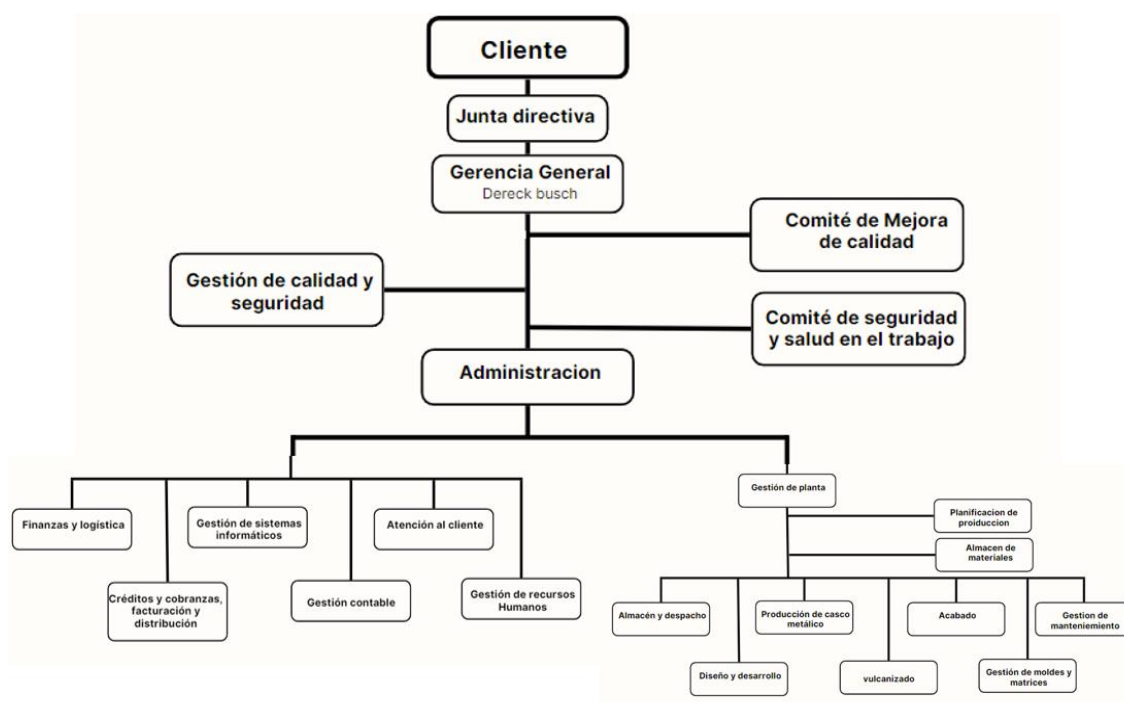 Cliente
Junta directiva
Gerencia General
Dereck busch
Comité de Mejora
de calidad
Gestión de calidad y
seguridad
Comité de seguridad
y salud en el trabajo
Administracion
Finanzas y logística
Gestión de sistemas
informáticos
Atención al cliente
Créditos y cobranzas,
facturación y
distribución
Gestión contable
Gestión de recursos
Humanos
Gestión de planta
Planificacion de
proiduccion
Almacen de
materiales
Almacén y despacho
Producción de casco
metálico
Acabado
Gestion de
manteniemiento
Diseño y desarrollo
vulcanizado
Gestión de moldes y
matrices